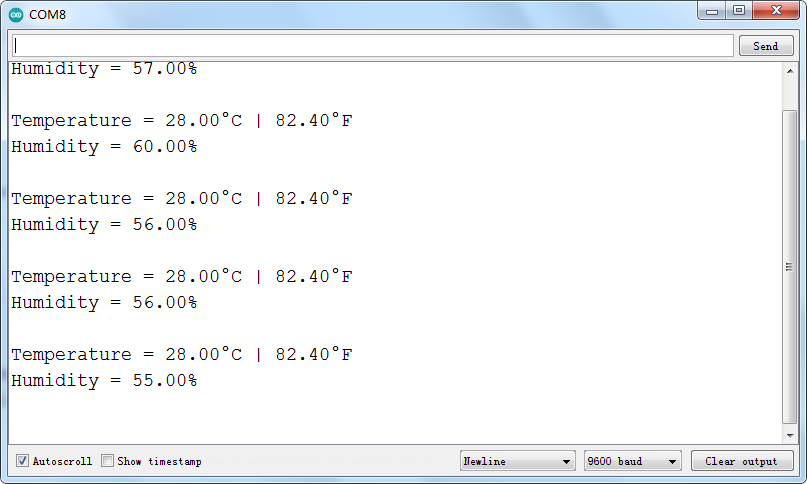 COM8
Send
Humidity = 57.00%
Temperature = 28.00°C | 82.40°F
Humidity = 60.00%
Temperature = 28.00°C | 82.40°F
Humidity = 56.00%
Temperature = 28.00°C | 82.40°F
Humidity = 56.00%
Temperature = 28.00°C | 82.40°F
Humidity = 55.00%
Autoscroll Show timestamp Newline 9600 baud Clear output